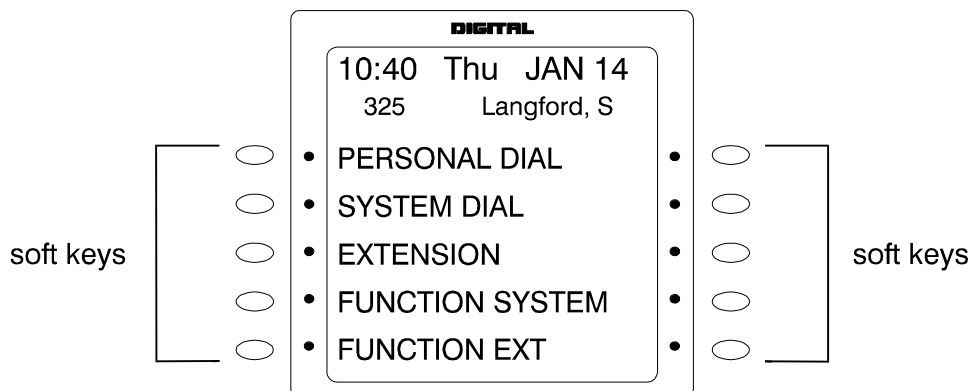 DIGITAL
10:40 Thu JAN 14
325 Langford, S
PERSONAL DIAL
SYSTEM DIAL
soft keys EXTENSION soft keys
FUNCTION SYSTEM
FUNCTION EXT